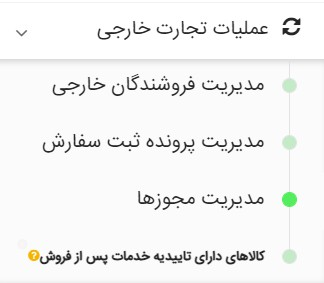 عملیات تجارت خارجی
مدیریت فروشندگان خارجی
مدیریت پرونده ثبت سفارش
مدیریت مجوزها
کالاهای دارای تاییدیه خدمات پس از فروش?